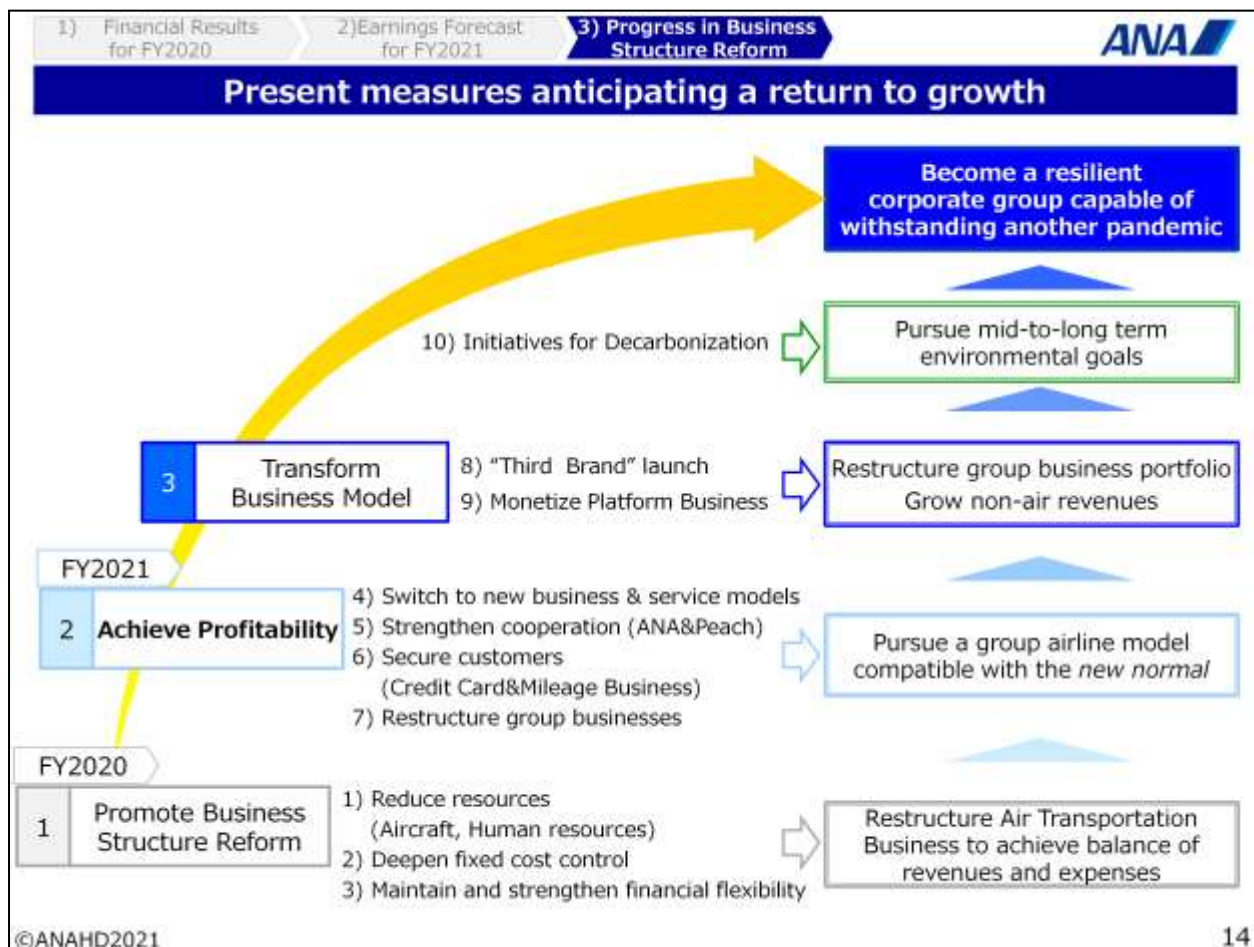 1) Financial Results
for FY2020
2)Earnings Forecast
for FY2021
3) Progress in Business
Structure Reform
ANA
Present measures anticipating a return to growth
Become a resilient
corporate group capable of
withstanding another pandemic
10) Initiatives for Decarbonization
Pursue mid-to-long term
environmental goals
3
Transform
Business Model
8) “Third Brand” launch
9) Monetize Platform Business
Restructure group business portfolio
Grow non-air revenues
FY2021
2
Achieve Profitability
4) Switch to new business & service models
5) Strengthen cooperation (ANA&Peach)
6) Secure customers
(Credit Card&Mileage Business)
7) Restructure group businesses
Pursue a group airline model
compatible with the new normal
FY2020
1
Promote Business
Structure Reform
1) Reduce resources
(Aircraft, Human resources)
2) Deepen fixed cost control
3) Maintain and strengthen financial flexibility
Restructure Air Transportation
Business to achieve balance of
revenues and expenses
©ANAHD2021
14